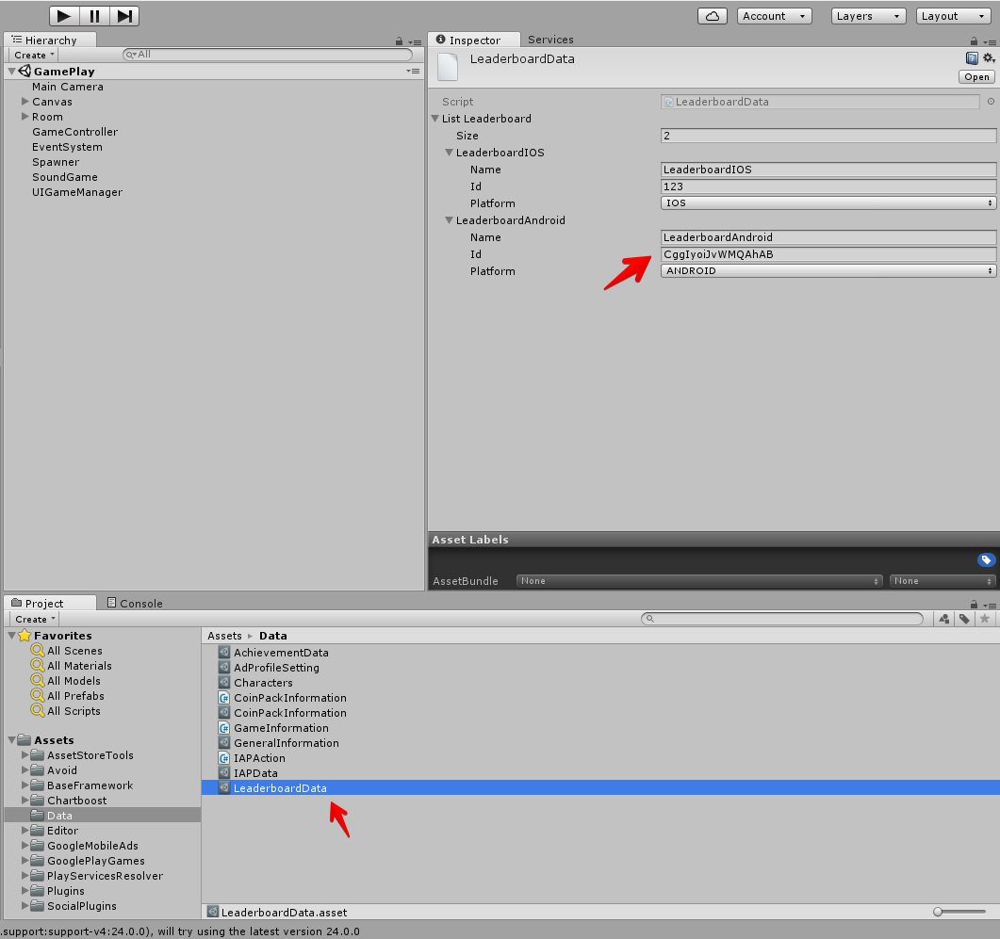 Account
Layers
Layout
Hierarchy
Create
All
GamePlay
Main Camera
Canvas
Room
GameController
EventSystem
Spawner
SoundGame
UIGameManager
Inspector
Services
LeaderboardData
Open
Script
LeaderboardData
List Leaderboard
Size
2
LeaderboardIOS
Name
LeaderboardIOS
Id
123
Platform
IOS
LeaderboardAndroid
Name
LeaderboardAndroid
Id
CggIyoiJvWMQAhAB
Platform
ANDROID
Asset Labels
AssetBundle
None
None
Project
Console
Create
Favorites
All Scenes
All Materials
All Models
All Prefabs
All Scripts
Assets
AssetStoreTools
Avoid
BaseFramework
Chartboost
Data
Editor
GoogleMobileAds
GooglePlayGames
PlayServicesResolver
Plugins
SocialPlugins
Assets ▸ Data
AchievementData
AdProfileSetting
Characters
CoinPackInformation
CoinPackInformation
GameInformation
GeneralInformation
IAPAction
IAPData
LeaderboardData
LeaderboardData.asset
.support:support-v4:24.0.0), will try using the latest version 24.0.0